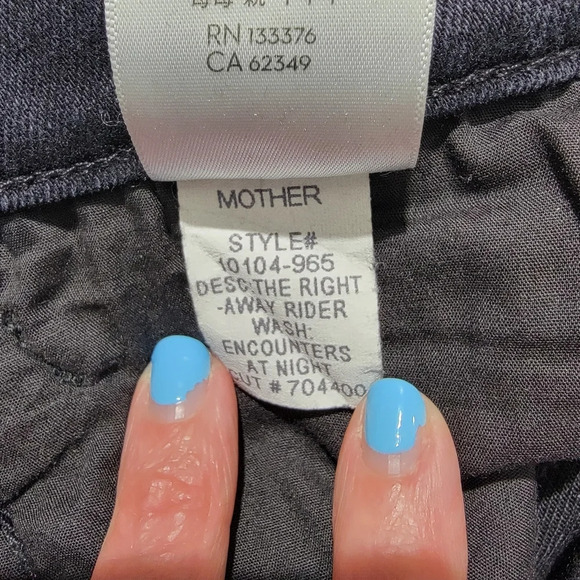 RN 133376
CA 62349
MOTHER
STYLE#
10104-965
DESC:THE RIGHT
-AWAY RIDER
WASH:
ENCOUNTERS
AT NIGHT
CUT # 704400